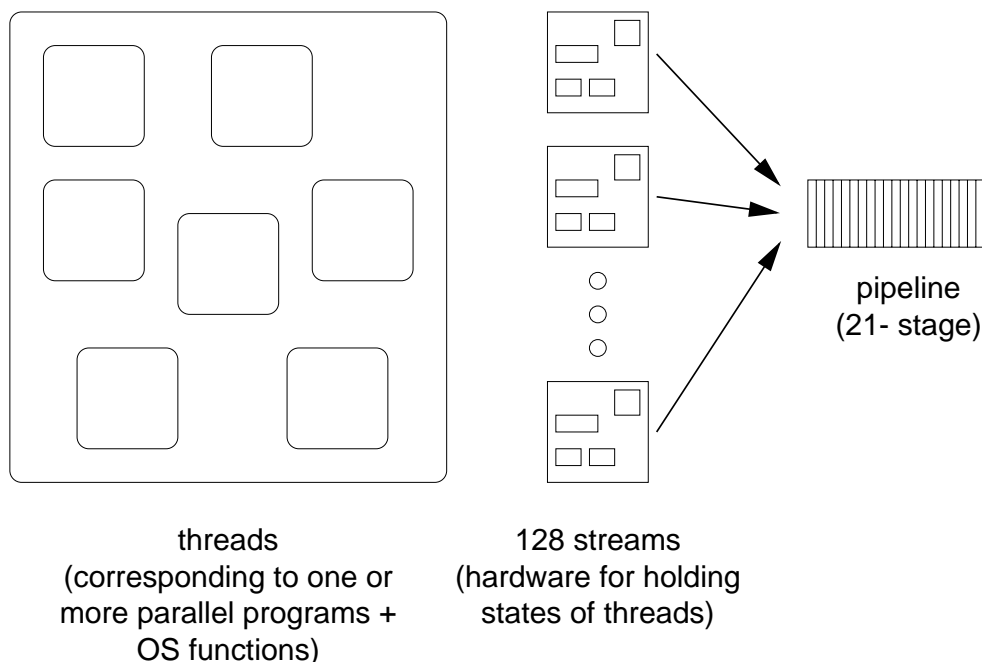 pipeline
(21- stage)
threads
(corresponding to one or
more parallel programs +
OS functions)
128 streams
(hardware for holding
states of threads)